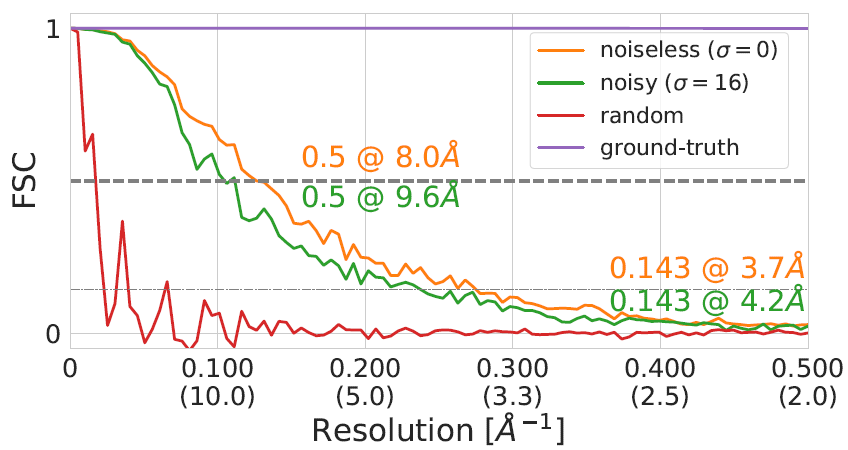 1
FSC
0
noiseless (σ = 0)
noisy (σ = 16)
random
ground-truth
0.5 @ 8.0Å
0.5 @ 9.6Å
0.143 @ 3.7Å
0.143 @ 4.2Å
0 0.100 0.200 0.300 0.400 0.500
(10.0) (5.0) (3.3) (2.5) (2.0)
Resolution [Å⁻¹]